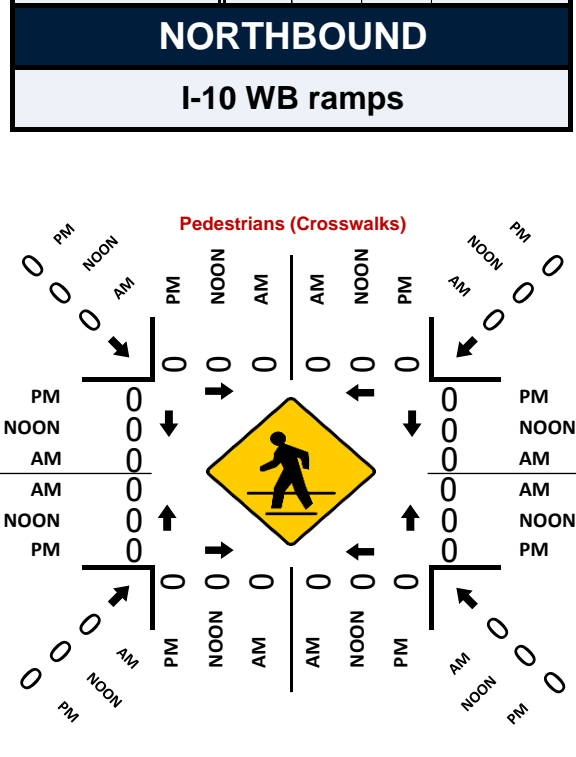 NORTHBOUND
I-10 WB ramps
Pedestrians (Crosswalks)
PM NOON AM
0 0 0
PM NOON AM
0 0 0
PM NOON AM AM NOON PM
0 0 0 0 0 0
PM 0 0 PM
NOON 0 0 NOON
AM 0 0 AM
AM 0 0 AM
NOON 0 0 NOON
PM 0 0 PM
0 0 0 0 0 0
PM NOON AM AM NOON PM
0 0 0
AM NOON PM
0 0 0
AM NOON PM